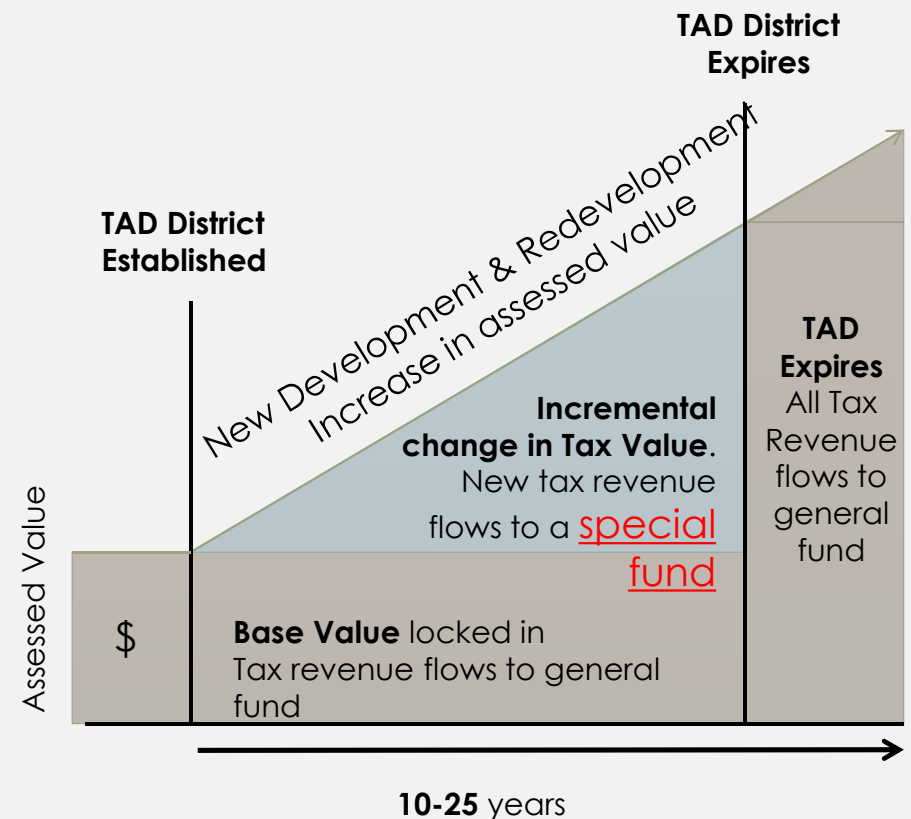 TAD District
Expires
TAD District
Established
New Development & Redevelopment
Increase in assessed value
Incremental
change in Tax Value.
New tax revenue
flows to a special
fund
TAD
Expires
All Tax
Revenue
flows to
general
fund
Assessed Value
$
Base Value locked in
Tax revenue flows to general
fund
10-25 years